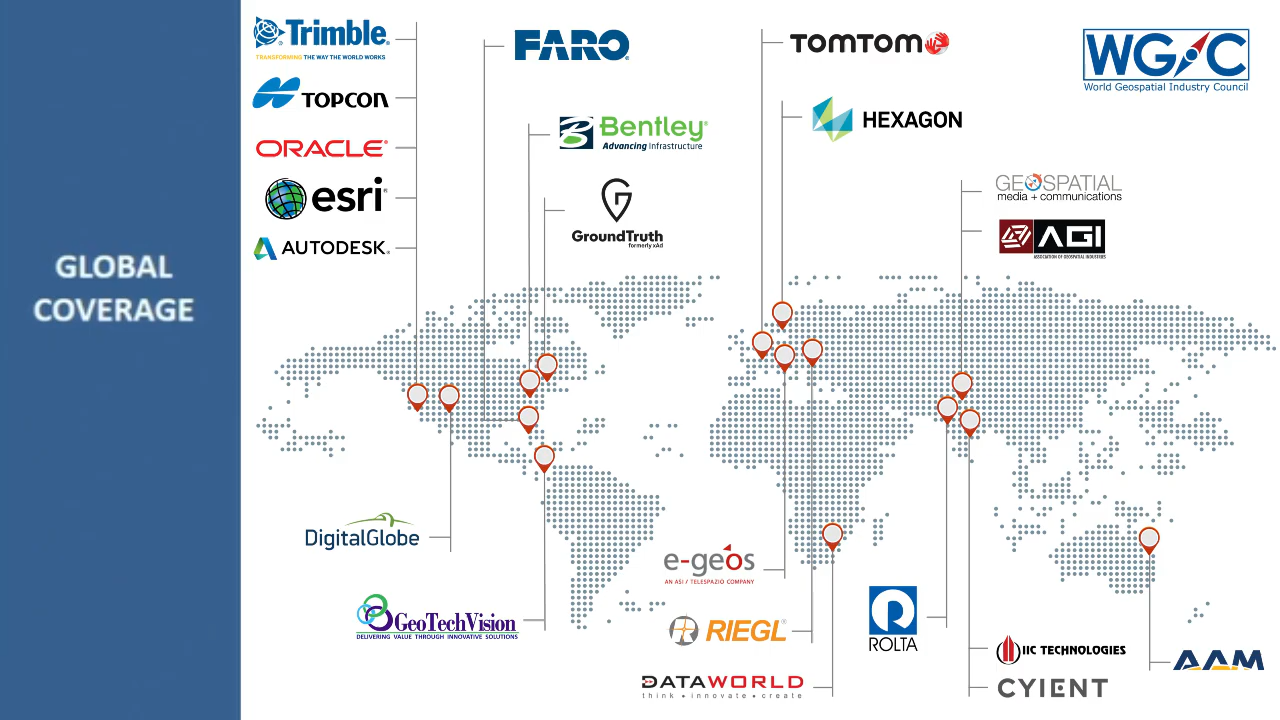 GLOBAL
COVERAGE
Trimble®
TRANSFORMING THE WAY THE WORLD WORKS
TOPCON
ORACLE®
esri®
AUTODESK®
FARO®
Bentley®
Advancing Infrastructure
GroundTruth
formerly xAd
TOMTOM
HEXAGON
WGIC
World Geospatial Industry Council
GEOSPATIAL
media + communications
AGI
ASSOCIATION OF GEOSPATIAL INDUSTRIES
DigitalGlobe
GeoTechVision
DELIVERING VALUE THROUGH INNOVATIVE SOLUTIONS
e-geos
AN ASI / TELESPAZIO COMPANY
RIEGL®
DATAWORLD
think • innovate • create
ROLTA
IIC TECHNOLOGIES
CYIENT
AAM